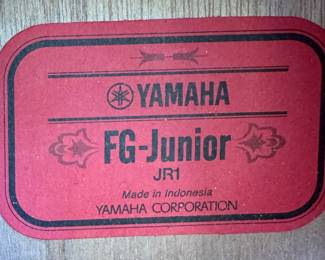 YAMAHA
FG-Junior
JR1
Made in Indonesia
YAMAHA CORPORATION